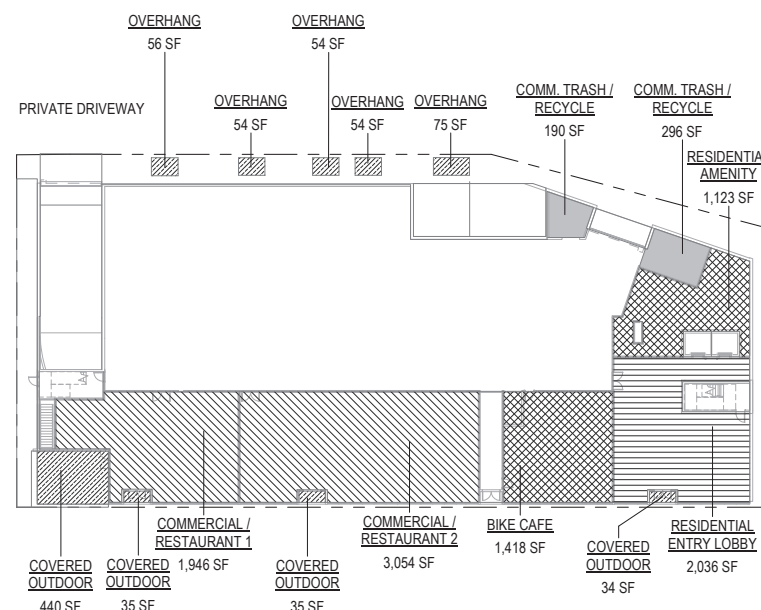 OVERHANG
56 SF
OVERHANG
54 SF
PRIVATE DRIVEWAY
OVERHANG
54 SF
OVERHANG
54 SF
OVERHANG
75 SF
COMM. TRASH /
RECYCLE
190 SF
COMM. TRASH /
RECYCLE
296 SF
RESIDENTIA
AMENITY
1,123 SF
COVERED
OUTDOOR
440 SF
COVERED
OUTDOOR
35 SF
COMMERCIAL /
RESTAURANT 1
1,946 SF
COVERED
OUTDOOR
35 SF
COMMERCIAL /
RESTAURANT 2
3,054 SF
BIKE CAFE
1,418 SF
COVERED
OUTDOOR
34 SF
RESIDENTIAL
ENTRY LOBBY
2,036 SF